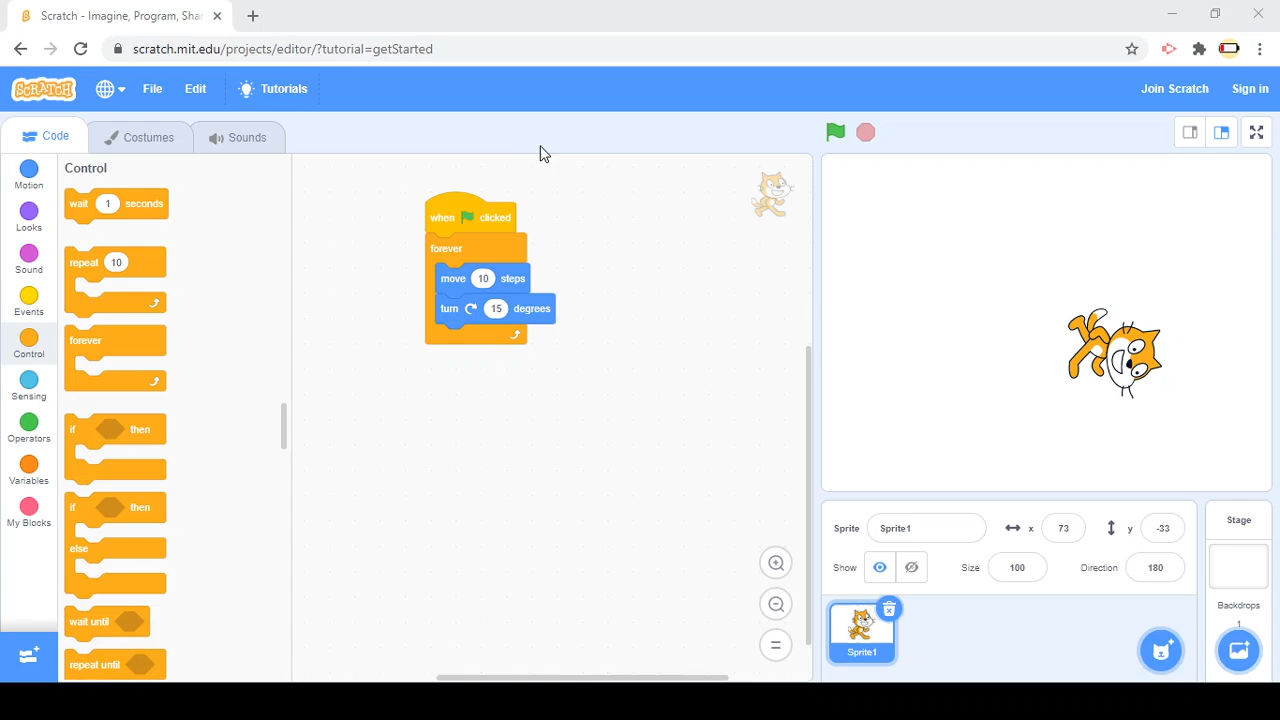 Scratch - Imagine, Program, Sha
scratch.mit.edu/projects/editor/?tutorial=getStarted
SCRATCH
File
Edit
Tutorials
Join Scratch
Sign in
Code
Costumes
Sounds
Motion
Looks
Sound
Events
Control
Sensing
Operators
Variables
My Blocks
Control
wait 1 seconds
repeat 10
forever
if then
if then
else
wait until
repeat until
when clicked
forever
move 10 steps
turn 15 degrees
Sprite Sprite1 x 73 y -33
Show Size 100 Direction 180
Sprite1
Stage
Backdrops
1